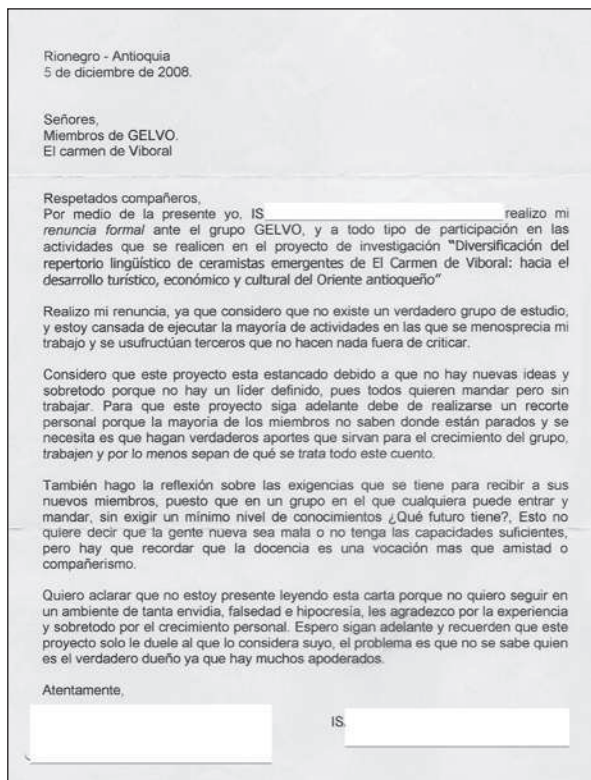 Rionegro - Antioquia
5 de diciembre de 2008.
Señores,
Miembros de GELVO.
El carmen de Viboral
Respetados compañeros,
Por medio de la presente yo, IS realizo mi
renuncia formal ante el grupo GELVO, y a todo tipo de participación en las
actividades que se realicen en el proyecto de investigación "Diversificación del
repertorio lingüístico de ceramistas emergentes de El Carmen de Viboral: hacia el
desarrollo turístico, económico y cultural del Oriente antioqueño"
Realizo mi renuncia, ya que considero que no existe un verdadero grupo de estudio,
y estoy cansada de ejecutar la mayoría de actividades en las que se menosprecia mi
trabajo y se usufructúan terceros que no hacen nada fuera de criticar.
Considero que este proyecto esta estancado debido a que no hay nuevas ideas y
sobretodo porque no hay un líder definido, pues todos quieren mandar pero sin
trabajar. Para que este proyecto siga adelante debe de realizarse un recorte
personal porque la mayoría de los miembros no saben donde están parados y se
necesita es que hagan verdaderos aportes que sirvan para el crecimiento del grupo,
trabajen y por lo menos sepan de qué se trata todo este cuento.
También hago la reflexión sobre las exigencias que se tiene para recibir a sus
nuevos miembros, puesto que en un grupo en el que cualquiera puede entrar y
mandar, sin exigir un mínimo nivel de conocimientos ¿Qué futuro tiene?, Esto no
quiere decir que la gente nueva sea mala o no tenga las capacidades suficientes,
pero hay que recordar que la docencia es una vocación mas que amistad o
compañerismo.
Quiero aclarar que no estoy presente leyendo esta carta porque no quiero seguir en
un ambiente de tanta envidia, falsedad e hipocresía, les agradezco por la experiencia
y sobretodo por el crecimiento personal. Espero sigan adelante y recuerden que este
proyecto solo le duele al que lo considera suyo, el problema es que no se sabe quien
es el verdadero dueño ya que hay muchos apoderados.
Atentamente,
IS.